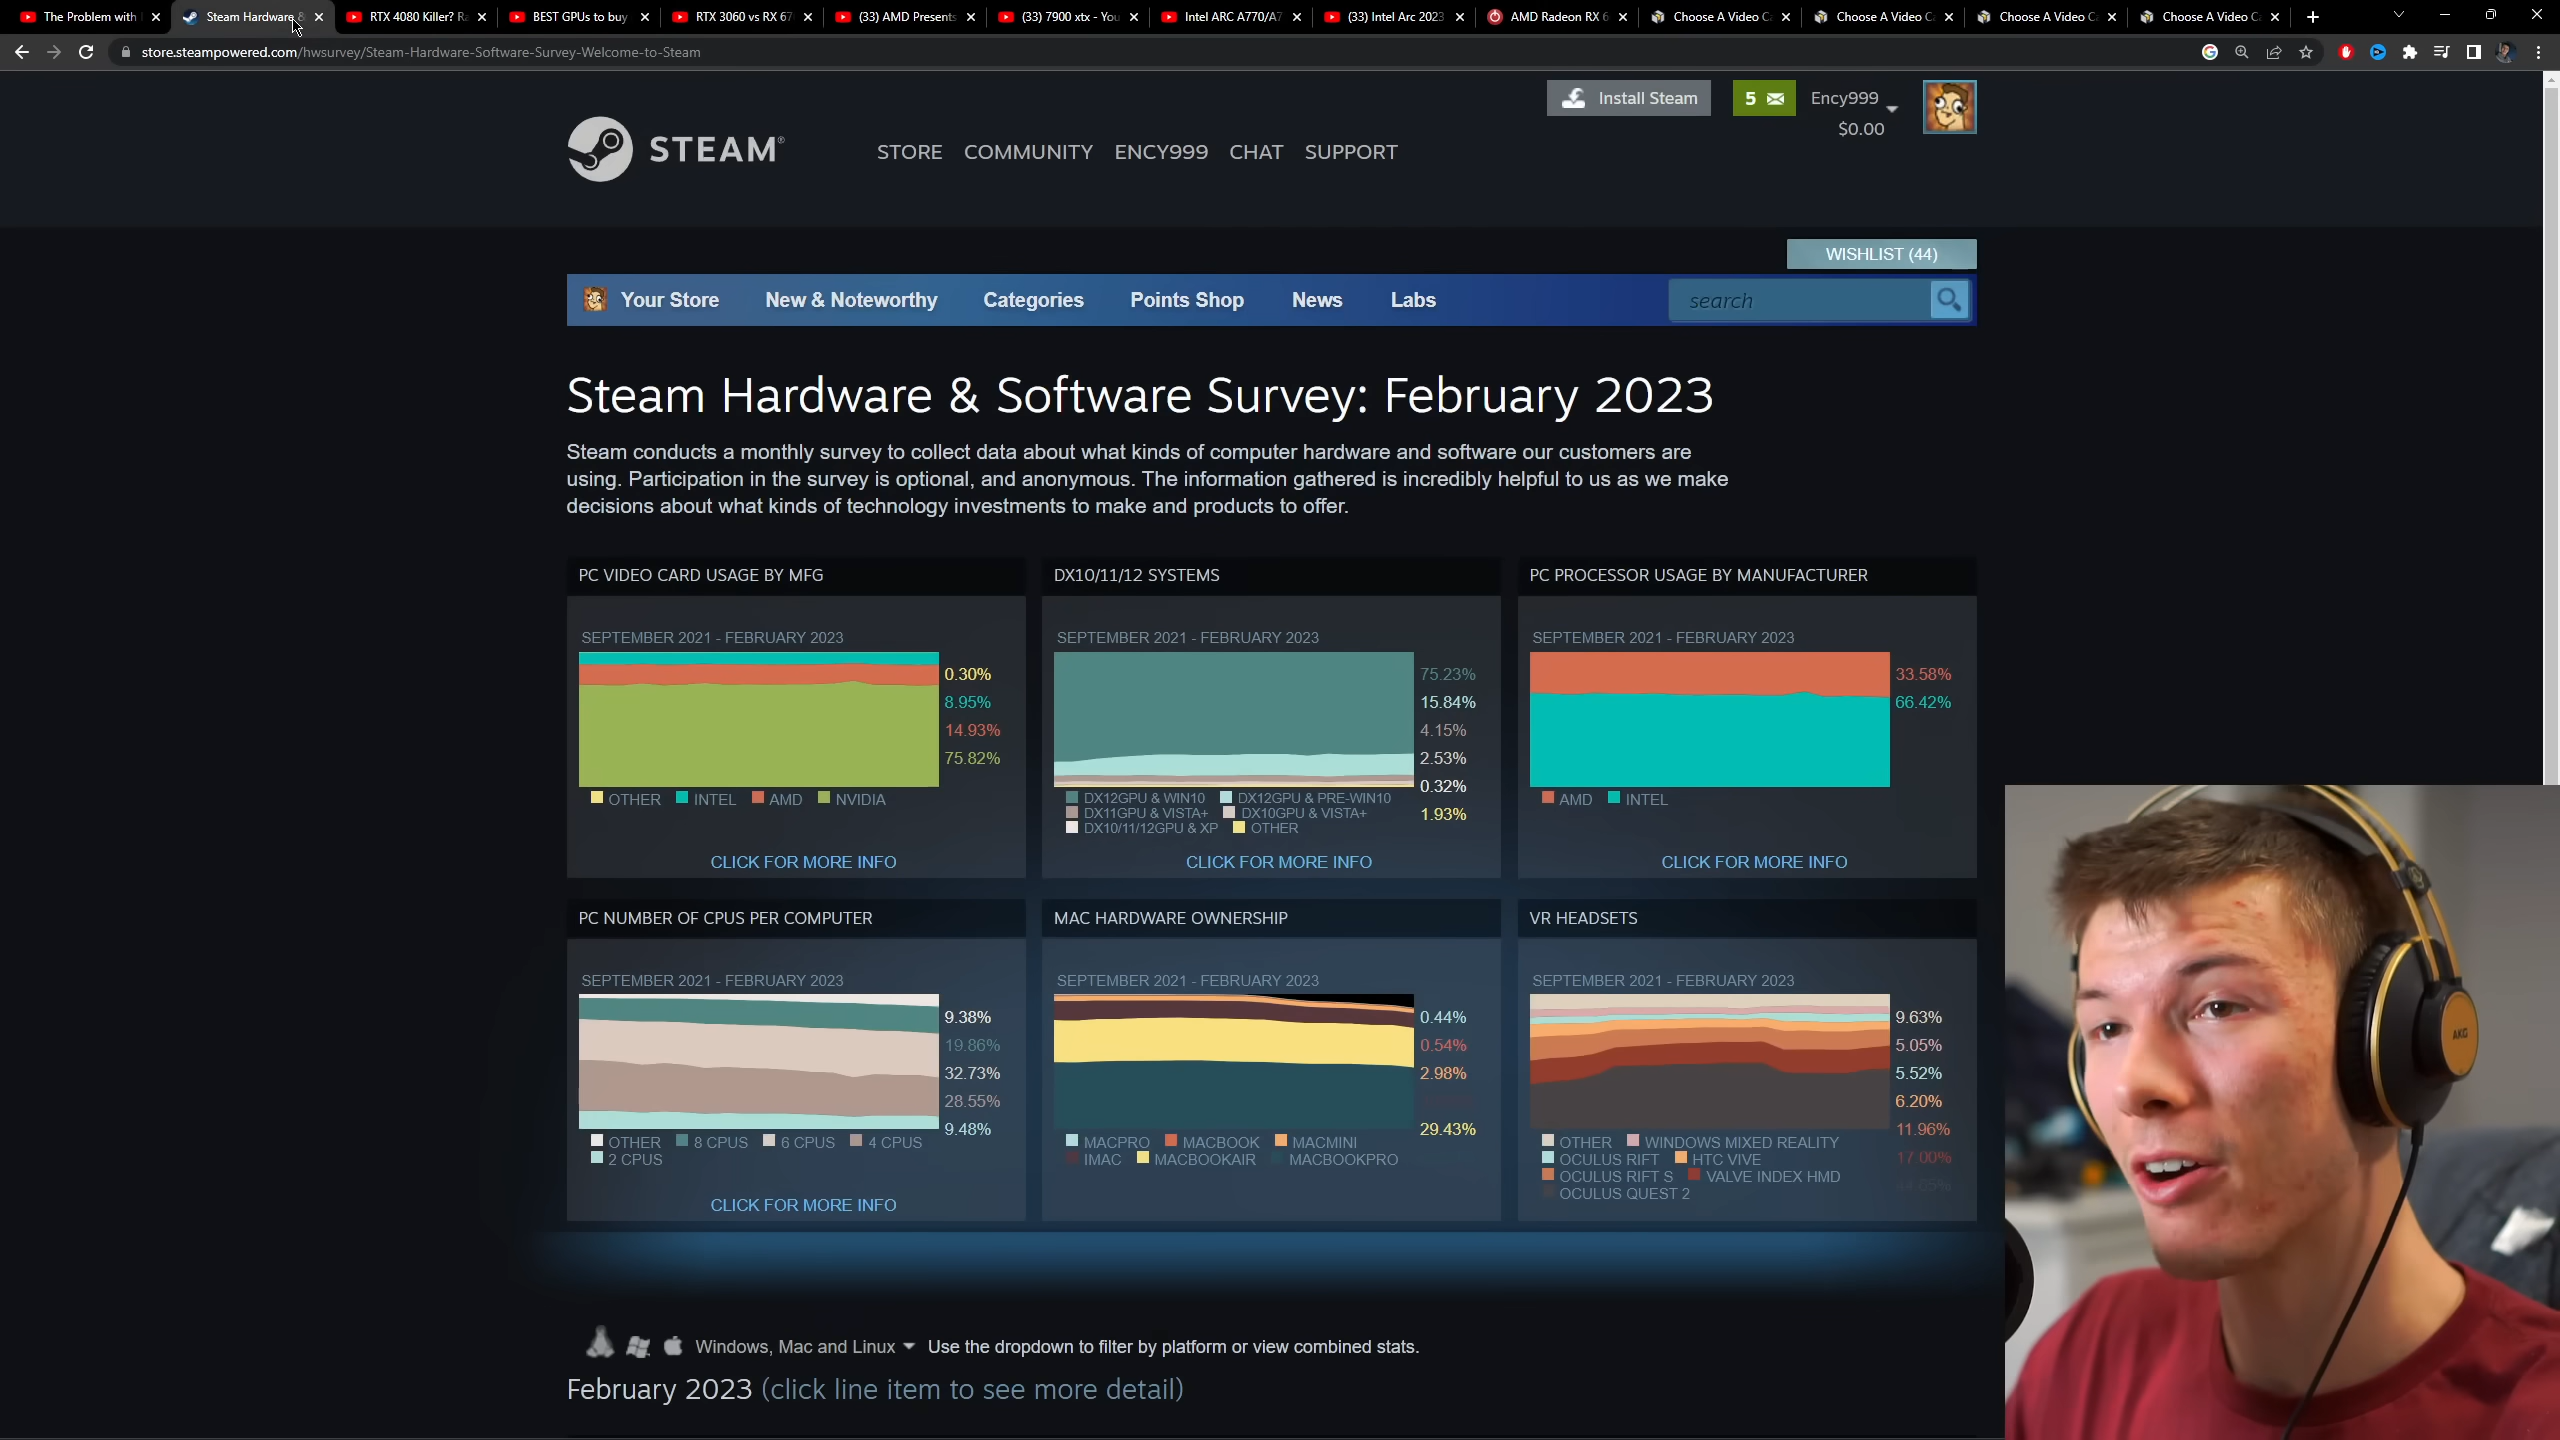 The Problem with
Steam Hardware &
RTX 4080 Killer? Ra
BEST GPUs to buy
RTX 3060 vs RX 67
(33) AMD Presents
(33) 7900 xtx - You
Intel ARC A770/A7
(33) Intel Arc 2023
AMD Radeon RX 6
Choose A Video Ca
Choose A Video Ca
Choose A Video Ca
Choose A Video Ca
store.steampowered.com/hwsurvey/Steam-Hardware-Software-Survey-Welcome-to-Steam
Install Steam
5
Ency999
$0.00
STEAM®
STORE COMMUNITY ENCY999 CHAT SUPPORT
WISHLIST (44)
Your Store New & Noteworthy Categories Points Shop News Labs
search
Steam Hardware & Software Survey: February 2023
Steam conducts a monthly survey to collect data about what kinds of computer hardware and software our customers are
using. Participation in the survey is optional, and anonymous. The information gathered is incredibly helpful to us as we make
decisions about what kinds of technology investments to make and products to offer.
PC VIDEO CARD USAGE BY MFG
SEPTEMBER 2021 - FEBRUARY 2023
0.30%
8.95%
14.93%
75.82%
OTHER INTEL AMD NVIDIA
CLICK FOR MORE INFO
DX10/11/12 SYSTEMS
SEPTEMBER 2021 - FEBRUARY 2023
75.23%
15.84%
4.15%
2.53%
0.32%
1.93%
DX12GPU & WIN10 DX12GPU & PRE-WIN10
DX11GPU & VISTA+ DX10GPU & VISTA+
DX10/11/12GPU & XP OTHER
CLICK FOR MORE INFO
PC PROCESSOR USAGE BY MANUFACTURER
SEPTEMBER 2021 - FEBRUARY 2023
33.58%
66.42%
AMD INTEL
CLICK FOR MORE INFO
PC NUMBER OF CPUS PER COMPUTER
SEPTEMBER 2021 - FEBRUARY 2023
9.38%
19.86%
32.73%
28.55%
9.48%
OTHER 8 CPUS 6 CPUS 4 CPUS
2 CPUS
CLICK FOR MORE INFO
MAC HARDWARE OWNERSHIP
SEPTEMBER 2021 - FEBRUARY 2023
0.44%
0.54%
2.98%
29.43%
MACPRO MACBOOK MACMINI
IMAC MACBOOKAIR MACBOOKPRO
VR HEADSETS
SEPTEMBER 2021 - FEBRUARY 2023
9.63%
5.05%
5.52%
6.20%
11.96%
17.00%
OTHER WINDOWS MIXED REALITY
OCULUS RIFT HTC VIVE
OCULUS RIFT S VALVE INDEX HMD
OCULUS QUEST 2
AKG
Windows, Mac and Linux Use the dropdown to filter by platform or view combined stats.
February 2023 (click line item to see more detail)